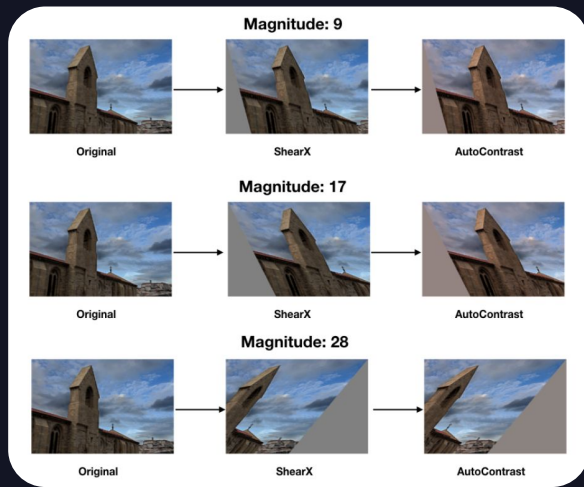 Magnitude: 9
Original ShearX AutoContrast
Magnitude: 17
Original ShearX AutoContrast
Magnitude: 28
Original ShearX AutoContrast